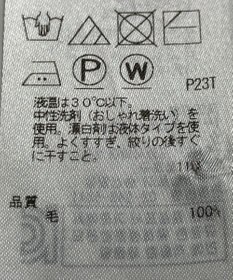 P
W
P23T
液温は30℃以下。
中性洗剤（おしゃれ着洗い）を
使用。漂白剤は液体タイプを使
用。よくすすぎ、絞りの後すぐ
に干すこと。
品質
毛 100%